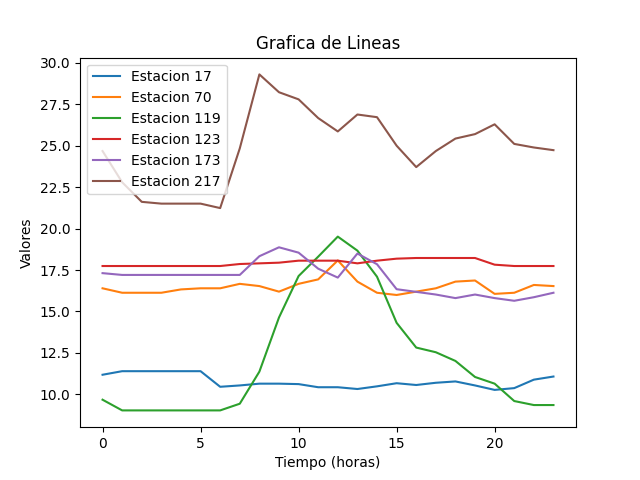 Grafica de Lineas
30.0
27.5
25.0
22.5
20.0
17.5
15.0
12.5
10.0
Valores
Estacion 17
Estacion 70
Estacion 119
Estacion 123
Estacion 173
Estacion 217
0 5 10 15 20
Tiempo (horas)